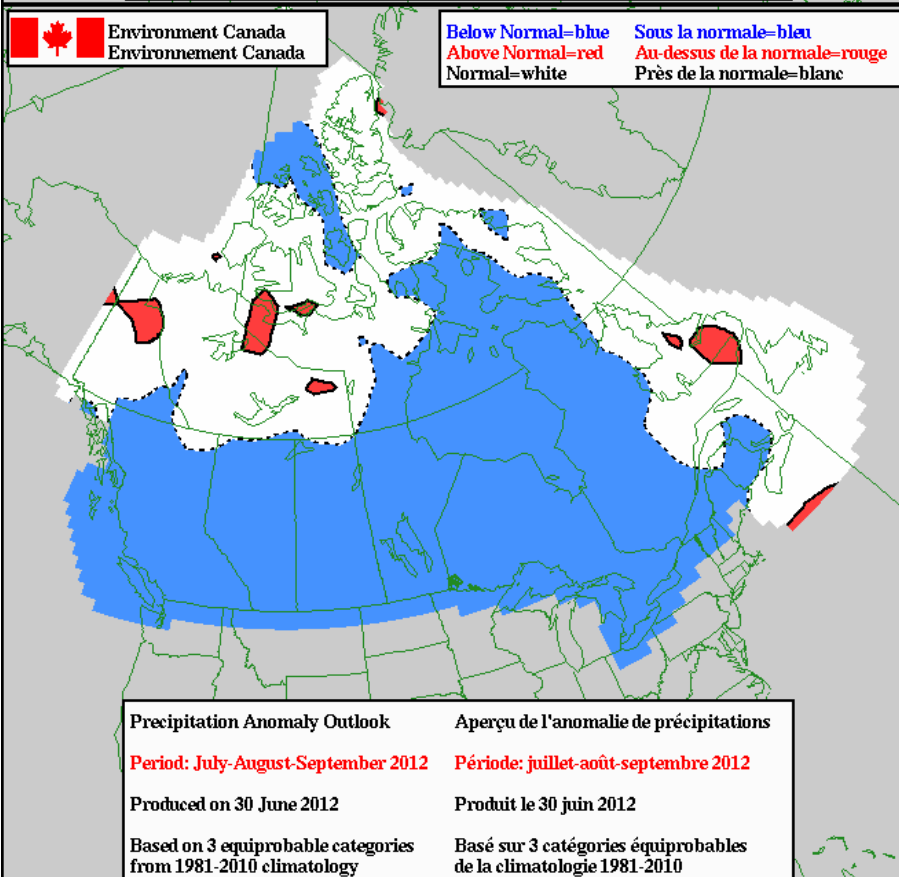 Environment Canada
Environnement Canada
Below Normal=blue Sous la normale=bleu
Above Normal=red Au-dessus de la normale=rouge
Normal=white Près de la normale=blanc
Precipitation Anomaly Outlook Aperçu de l'anomalie de précipitations
Period: July-August-September 2012 Période: juillet-août-septembre 2012
Produced on 30 June 2012 Produit le 30 juin 2012
Based on 3 equiprobable categories Basé sur 3 catégories équiprobables
from 1981-2010 climatology de la climatologie 1981-2010